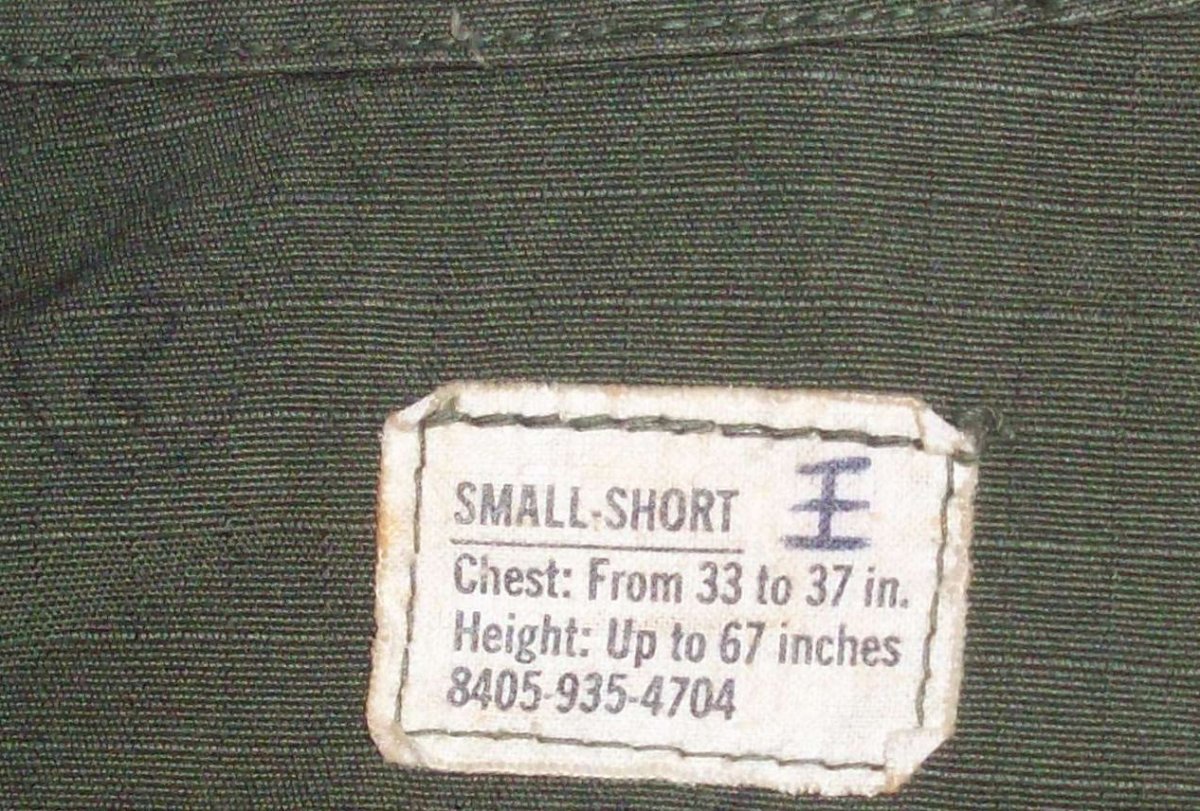 SMALL-SHORT
Chest: From 33 to 37 in.
Height: Up to 67 inches
8405-935-4704